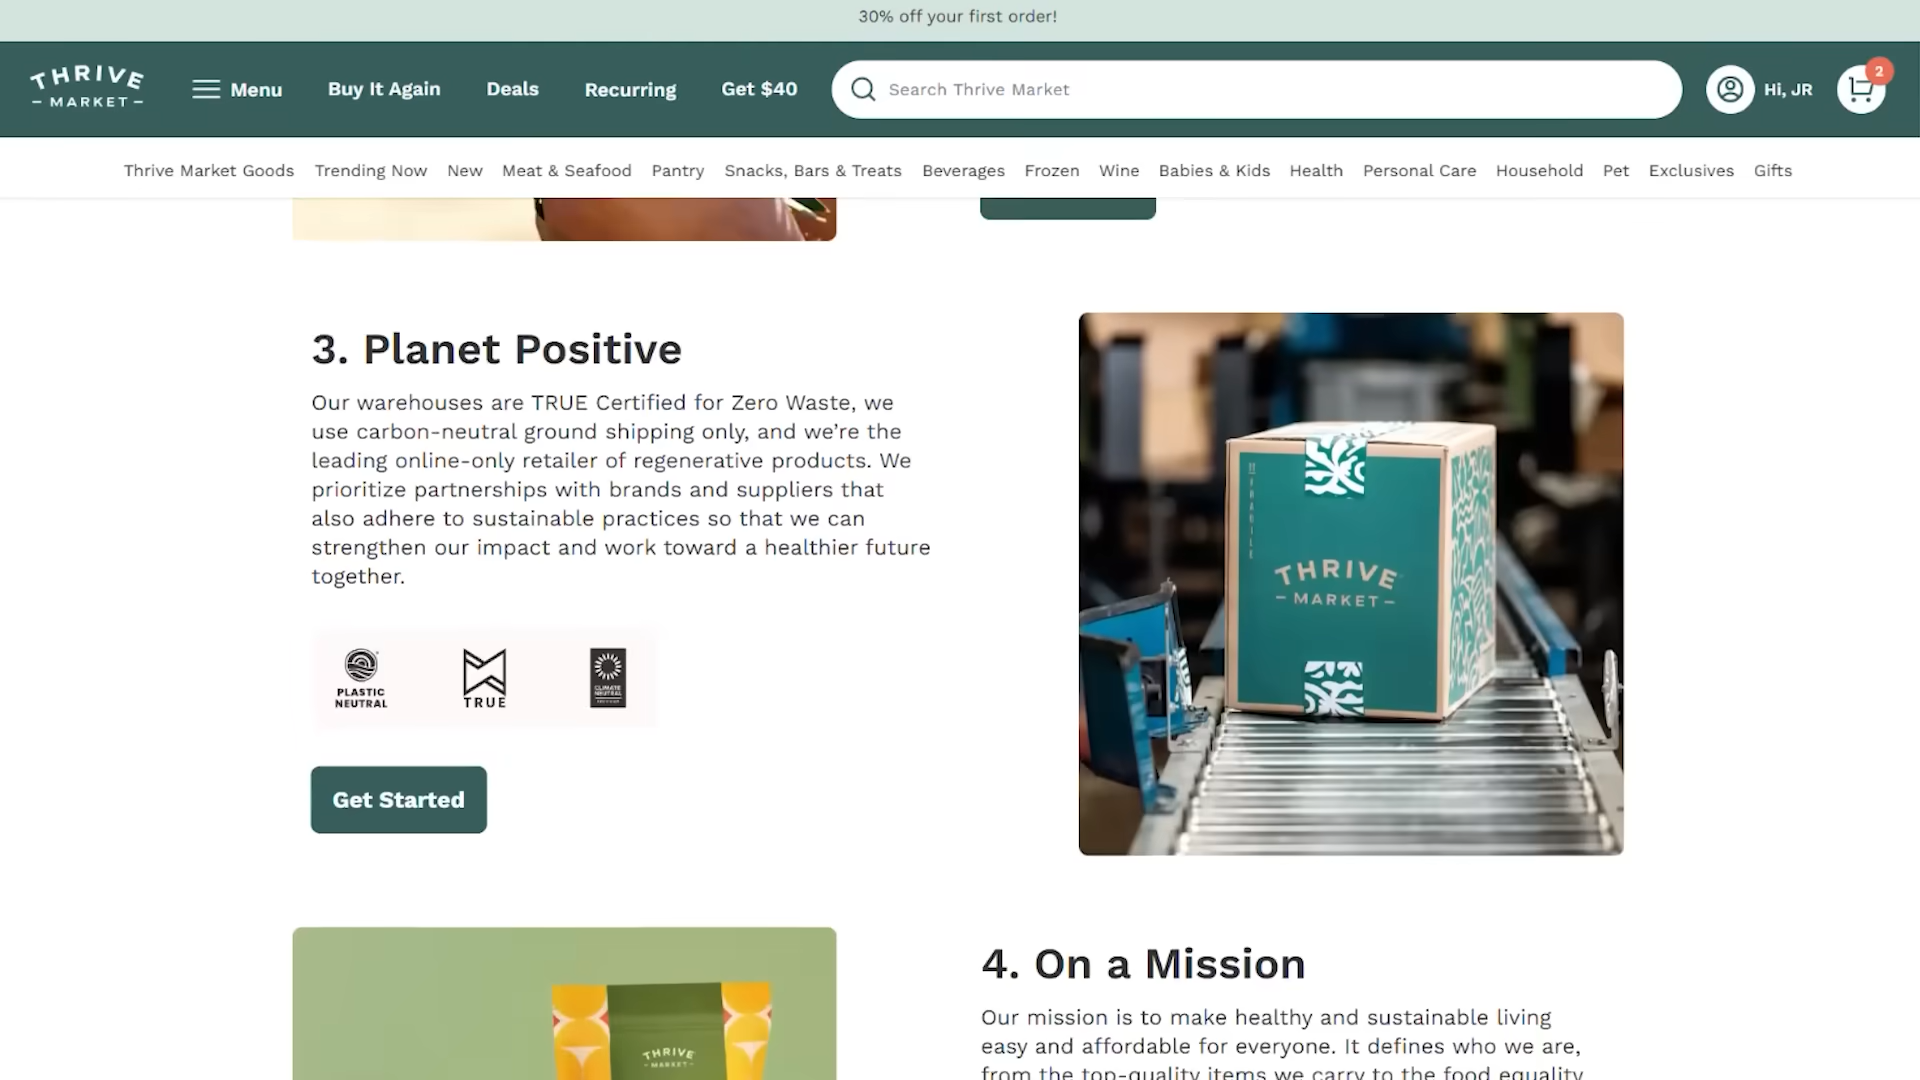 30% off your first order!
THRIVE
MARKET
Menu
Buy It Again
Deals
Recurring
Get $40
Search Thrive Market
Hi, JR
2
Thrive Market Goods
Trending Now
New
Meat & Seafood
Pantry
Snacks, Bars & Treats
Beverages
Frozen
Wine
Babies & Kids
Health
Personal Care
Household
Pet
Exclusives
Gifts
3. Planet Positive
Our warehouses are TRUE Certified for Zero Waste, we
use carbon-neutral ground shipping only, and we’re the
leading online-only retailer of regenerative products. We
prioritize partnerships with brands and suppliers that
also adhere to sustainable practices so that we can
strengthen our impact and work toward a healthier future
together.
PLASTIC
NEUTRAL
TRUE
CLIMATE
NEUTRAL
Get Started
FRAGILE
THRIVE
MARKET
THRIVE
MARKET
4. On a Mission
Our mission is to make healthy and sustainable living
easy and affordable for everyone. It defines who we are,
from the top-quality items we carry to the food equality